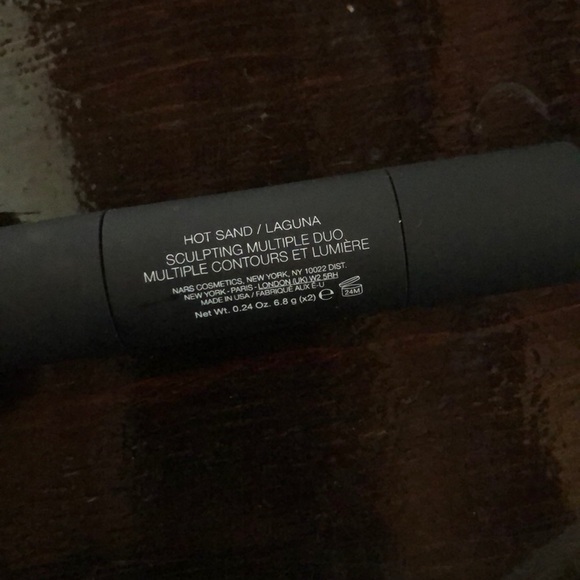 HOT SAND / LAGUNA
SCULPTING MULTIPLE DUO
MULTIPLE CONTOURS ET LUMIÈRE
NARS COSMETICS, NEW YORK, NY 10022 DIST.
NEW YORK - PARIS - LONDON (UK) W2 5RH
MADE IN USA / FABRIQUÉ AUX É-U
Net Wt. 0.24 Oz. 6.8 g (x2) ℮
24M